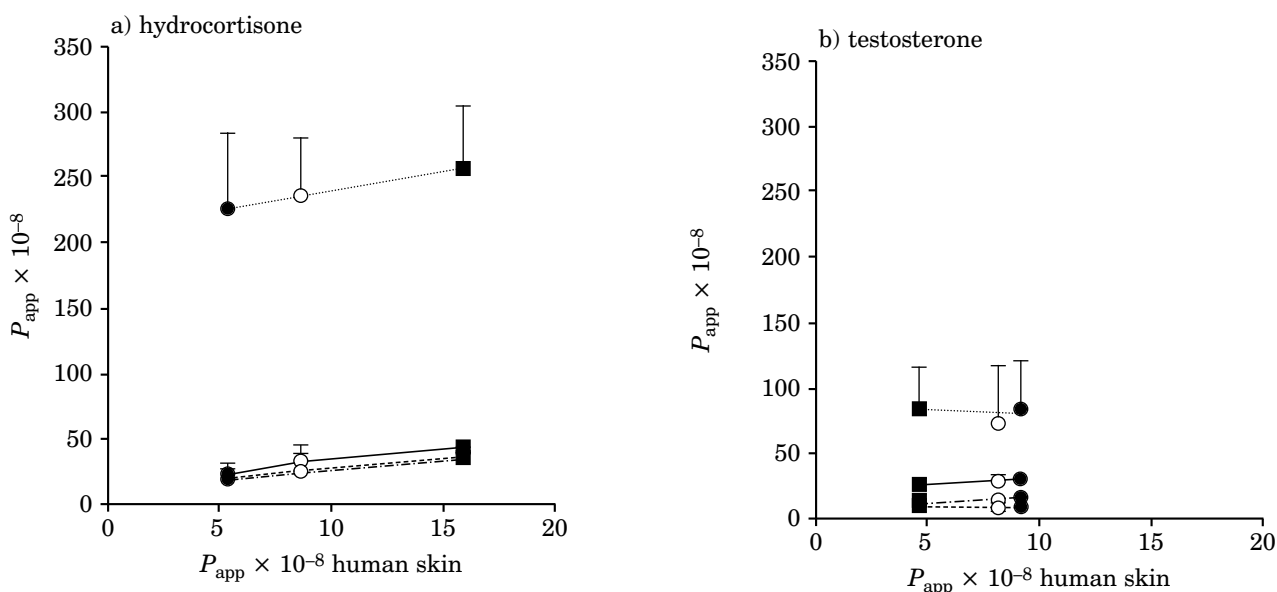 a) hydrocortisone
350
300
250
200
150
100
50
0
P_app × 10⁻⁸
0 5 10 15 20
P_app × 10⁻⁸ human skin
b) testosterone
350
300
250
200
150
100
50
0
P_app × 10⁻⁸
0 5 10 15 20
P_app × 10⁻⁸ human skin